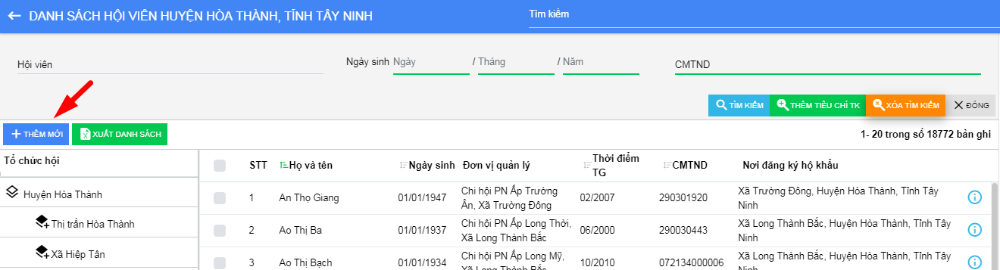 DANH SÁCH HỘI VIÊN HUYỆN HÒA THÀNH, TỈNH TÂY NINH
Tìm kiếm
Hội viên
Ngày sinh Ngày / Tháng / Năm
CMTND
TÌM KIẾM
THÊM TIÊU CHÍ TK
XÓA TÌM KIẾM
ĐÓNG
THÊM MỚI
XUẤT DANH SÁCH
1- 20 trong số 18772 bản ghi
Tổ chức hội
Huyện Hòa Thành
Thị trấn Hòa Thành
Xã Hiệp Tân
STT Họ và tên Ngày sinh Đơn vị quản lý Thời điểm TG CMTND Nơi đăng ký hộ khẩu
1 An Thọ Giang 01/01/1947 Chi hội PN Ấp Trường Ân, Xã Trường Đông 02/2007 290301920 Xã Trường Đông, Huyện Hòa Thành, Tỉnh Tây Ninh
2 Ao Thị Ba 01/01/1937 Chi hội PN Ấp Long Thời, Xã Long Thành Bắc 06/2000 290030443 Xã Long Thành Bắc, Huyện Hòa Thành, Tỉnh Tây Ninh
3 Ao Thị Bạch 01/01/1934 Chi hội PN Ấp Long Mỹ, Xã Long Thành Bắc 10/2010 072134000006 Xã Long Thành Bắc, Huyện Hòa Thành, Tỉnh Tây Ninh